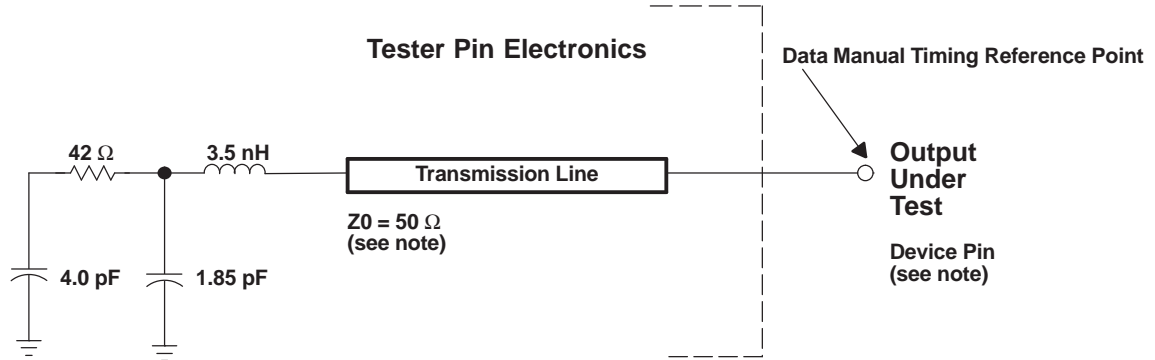 Tester Pin Electronics
Data Manual Timing Reference Point
42 Ω
3.5 nH
Transmission Line
Output
Under
Test
Z0 = 50 Ω
(see note)
Device Pin
(see note)
4.0 pF
1.85 pF